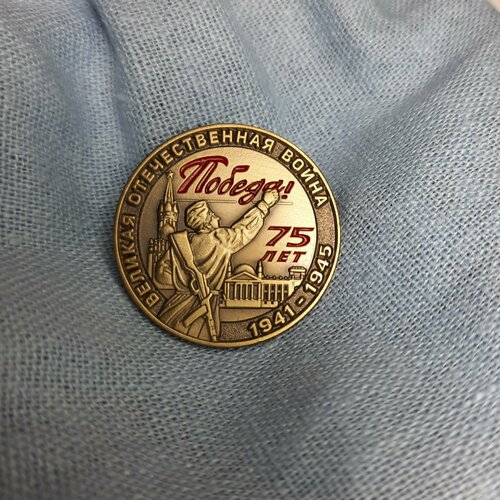 ВЕЛИКАЯ ОТЕЧЕСТВЕННАЯ ВОЙНА
Победа!
75
ЛЕТ
1941-1945